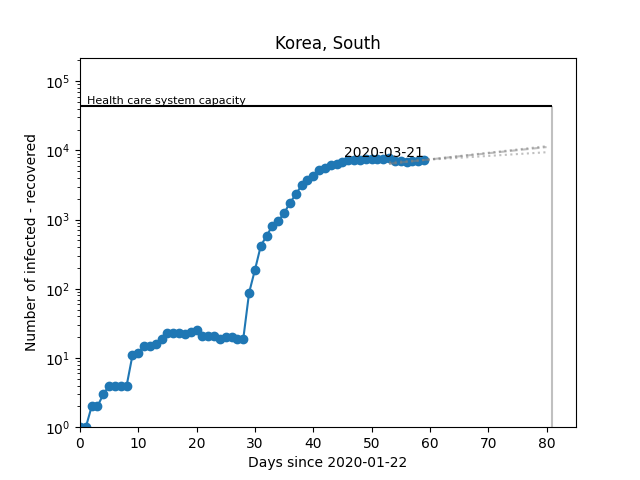 Korea, South
Number of infected - recovered
10^5
10^4
10^3
10^2
10^1
10^0
Health care system capacity
2020-03-21
0 10 20 30 40 50 60 70 80
Days since 2020-01-22